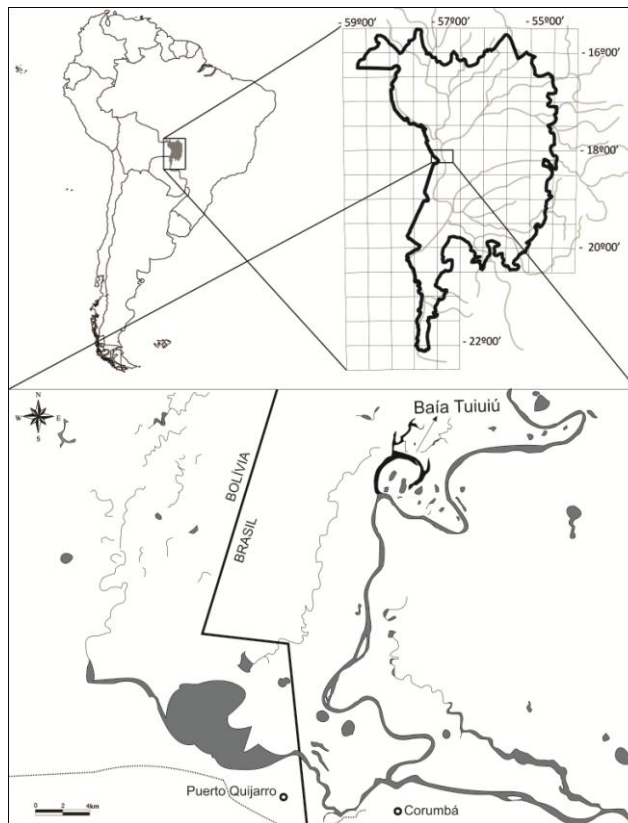 - 59º00' - 57º00' - 55º00'
- 16º00'
- 18º00'
- 20º00'
- 22º00'
N
W E
S
Baía Tuiuiú
BOLÍVIA
BRASIL
Puerto Quijarro
Corumbá
0 2 4km